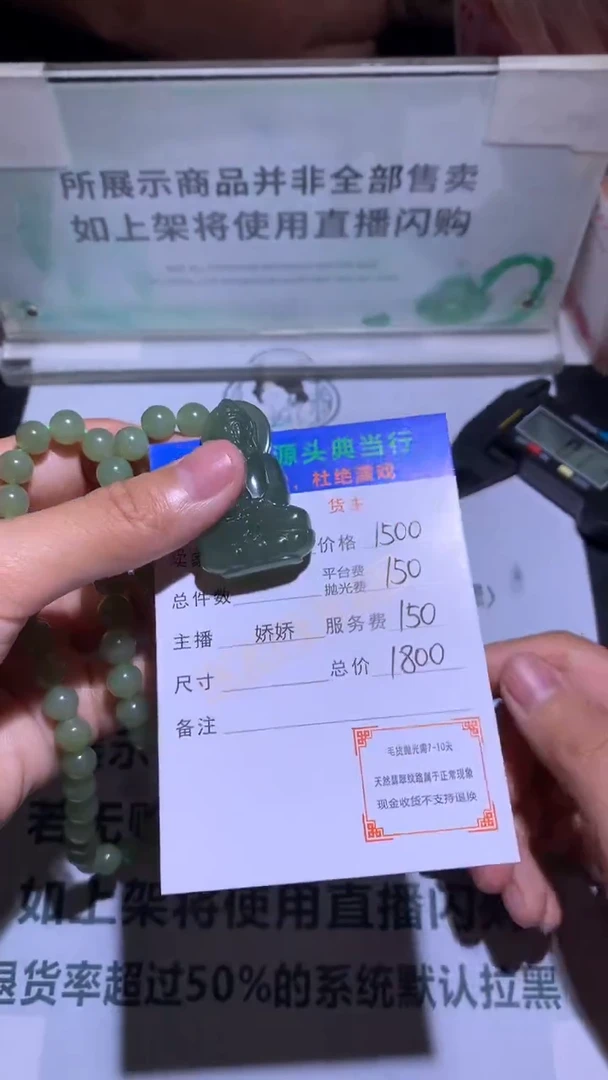 所展示商品并非全部售卖
如上架将使用直播闪购
源头典当行
杜绝演戏
价格 1500
总件数
平台费
抛光费 150
主播 娇娇 服务费 150
尺寸 总价 1800
备注
毛货抛光需7-10天
天然翡翠纹路属于正常现象
现金收货不支持退换
如上架将使用直播闪
退货率超过50%的系统默认拉黑